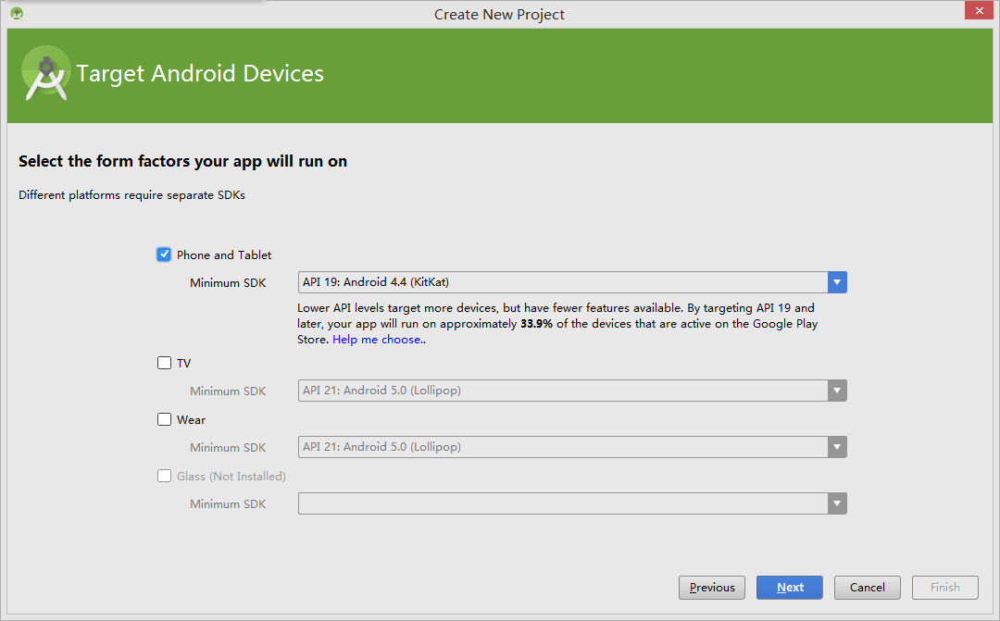 Create New Project
Target Android Devices
Select the form factors your app will run on
Different platforms require separate SDKs
Phone and Tablet
Minimum SDK
API 19: Android 4.4 (KitKat)
Lower API levels target more devices, but have fewer features available. By targeting API 19 and
later, your app will run on approximately 33.9% of the devices that are active on the Google Play
Store. Help me choose..
TV
Minimum SDK
API 21: Android 5.0 (Lollipop)
Wear
Minimum SDK
API 21: Android 5.0 (Lollipop)
Glass (Not Installed)
Minimum SDK
Previous
Next
Cancel
Finish